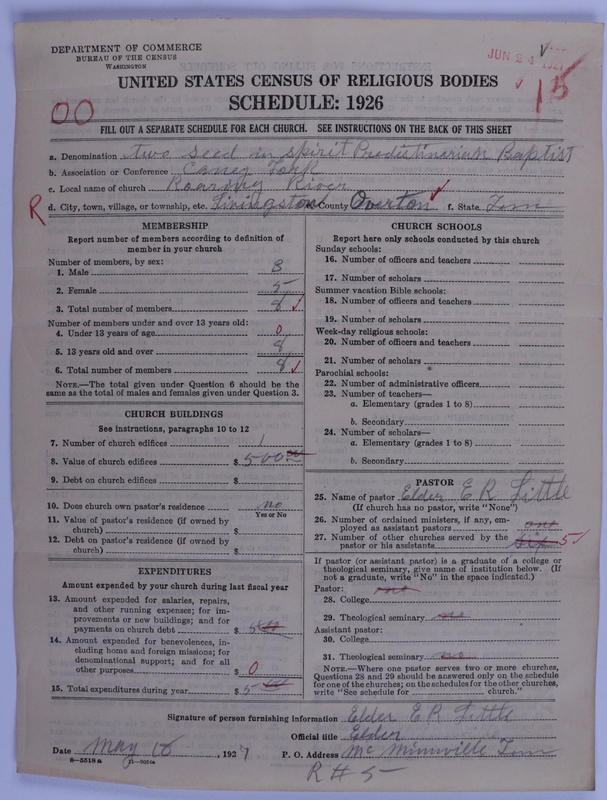 DEPARTMENT OF COMMERCE
BUREAU OF THE CENSUS
WASHINGTON
JUN 24 1927
UNITED STATES CENSUS OF RELIGIOUS BODIES
SCHEDULE: 1926
00
15
FILL OUT A SEPARATE SCHEDULE FOR EACH CHURCH. SEE INSTRUCTIONS ON THE BACK OF THIS SHEET
a. Denomination two Seed in Spirit Predistinarian Baptist
b. Association or Conference Caney Fork
c. Local name of church Roaring River
R d. City, town, village, or township, etc. Livingston e. County Overton f. State Tenn
MEMBERSHIP
Report number of members according to definition of
member in your church
Number of members, by sex:
1. Male 3
2. Female 5
3. Total number of members 8
Number of members under and over 13 years old:
4. Under 13 years of age 0
5. 13 years old and over 8
6. Total number of members 8
NOTE.—The total given under Question 6 should be the
same as the total of males and females given under Question 3.
CHURCH BUILDINGS
See instructions, paragraphs 10 to 12
7. Number of church edifices 1
8. Value of church edifices $ 500 00
9. Debt on church edifices $
10. Does church own pastor's residence no
Yes or No
11. Value of pastor's residence (if owned by
church) $
12. Debt on pastor's residence (if owned by
church) $
EXPENDITURES
Amount expended by your church during last fiscal year
13. Amount expended for salaries, repairs,
and other running expenses; for im-
provements or new buildings; and for
payments on church debt $ 5 00
14. Amount expended for benevolences, in-
cluding home and foreign missions; for
denominational support; and for all
other purposes $ 0
15. Total expenditures during year $ 5 00
CHURCH SCHOOLS
Report here only schools conducted by this church
Sunday schools:
16. Number of officers and teachers
17. Number of scholars
Summer vacation Bible schools:
18. Number of officers and teachers
19. Number of scholars
Week-day religious schools:
20. Number of officers and teachers
21. Number of scholars
Parochial schools:
22. Number of administrative officers
23. Number of teachers—
a. Elementary (grades 1 to 8)
b. Secondary
24. Number of scholars—
a. Elementary (grades 1 to 8)
b. Secondary
PASTOR
25. Name of pastor Elder E R Little
(If church has no pastor, write "None")
26. Number of ordained ministers, if any, em-
ployed as assistant pastors
27. Number of other churches served by the
pastor or his assistants six 5
If pastor (or assistant pastor) is a graduate of a college or
theological seminary, give name of institution below. (If
not a graduate, write "No" in the space indicated.)
Pastor: no
28. College
29. Theological seminary no
Assistant pastor:
30. College
31. Theological seminary no
NOTE.—Where one pastor serves two or more churches,
Questions 28 and 29 should be answered only on the schedule
for one of the churches; on the schedules for the other churches,
write "See schedule for church."
Signature of person furnishing information Elder E R Little
Official title Elder
Date May 16, 1927 P. O. Address McMinnville Tenn
8—5518 a
R # 5